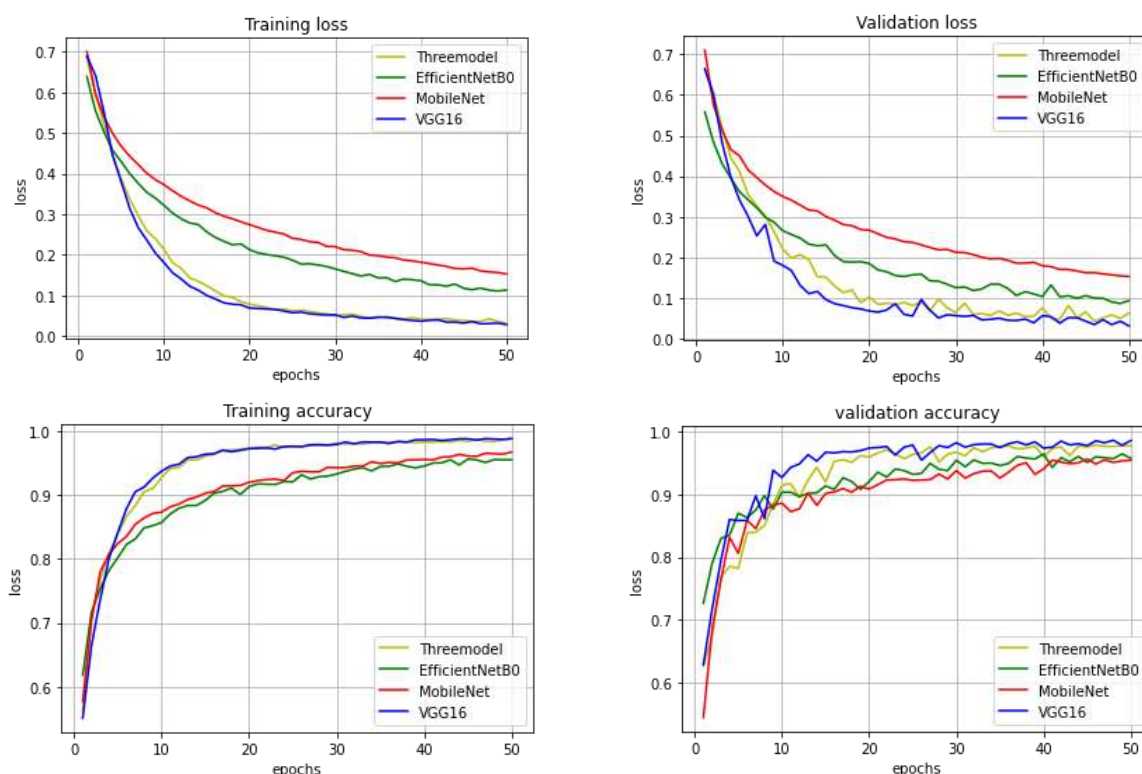 Training loss
0.7
0.6
0.5
0.4
0.3
0.2
0.1
0.0
loss
0
10
20
30
40
50
epochs
Threemodel
EfficientNetB0
MobileNet
VGG16
Validation loss
0.7
0.6
0.5
0.4
0.3
0.2
0.1
0.0
loss
0
10
20
30
40
50
epochs
Threemodel
EfficientNetB0
MobileNet
VGG16
Training accuracy
1.0
0.9
0.8
0.7
0.6
loss
0
10
20
30
40
50
epochs
Threemodel
EfficientNetB0
MobileNet
VGG16
validation accuracy
1.0
0.9
0.8
0.7
0.6
loss
0
10
20
30
40
50
epochs
Threemodel
EfficientNetB0
MobileNet
VGG16